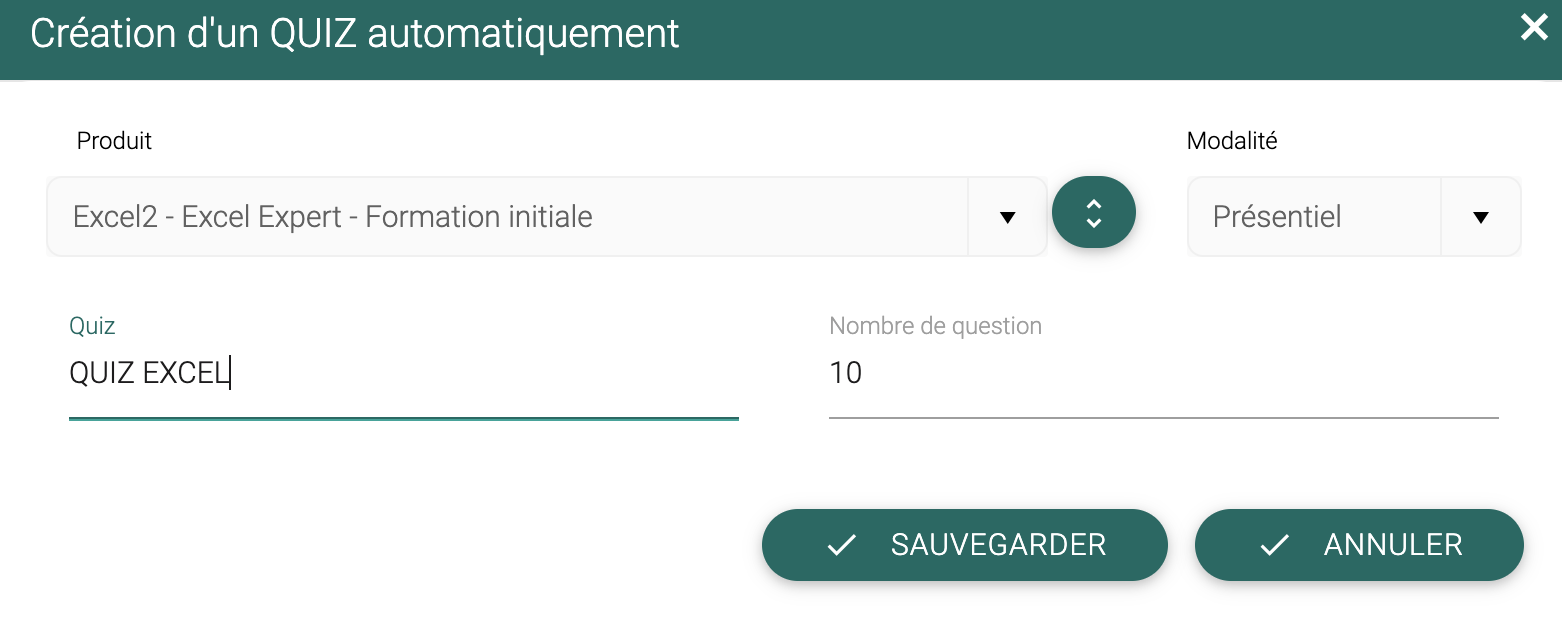 Création d'un QUIZ automatiquement
Produit
Modalité
Excel2 - Excel Expert - Formation initiale
Présentiel
Quiz
Nombre de question
QUIZ EXCEL
10
SAUVEGARDER
ANNULER